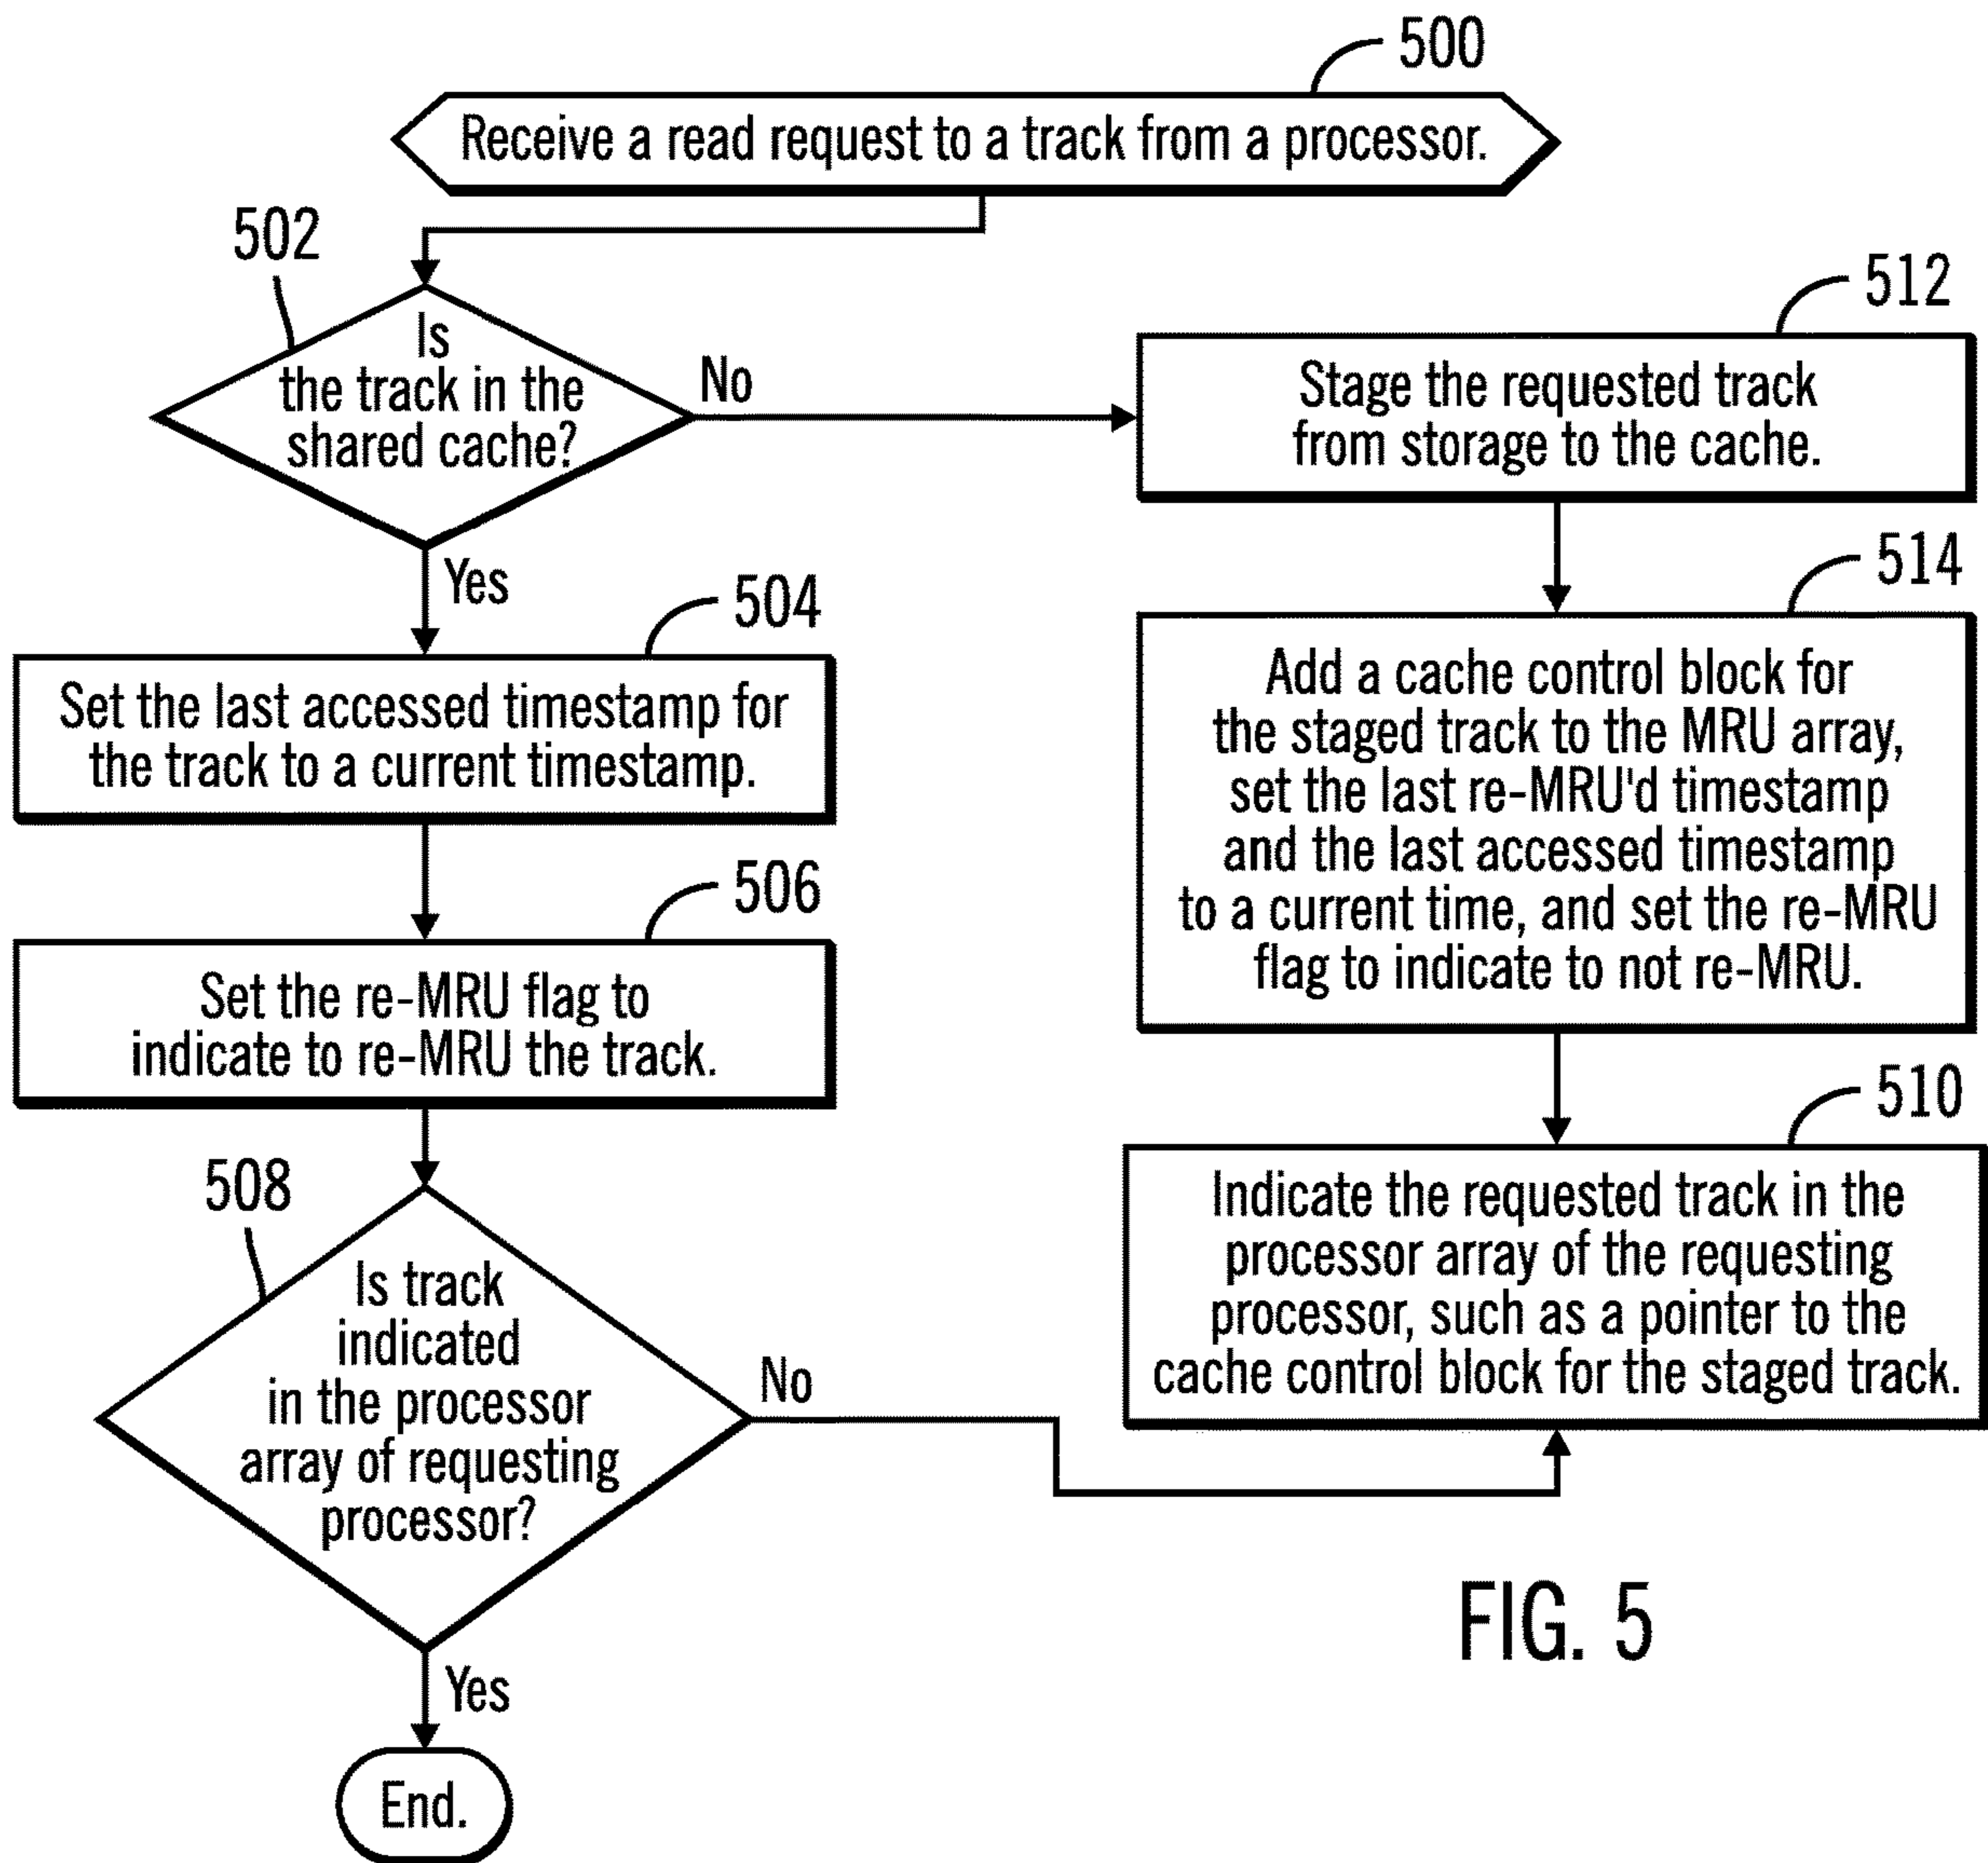 500
Receive a read request to a track from a processor.
502
Is
the track in the
shared cache?
No
Yes
512
Stage the requested track
from storage to the cache.
504
Set the last accessed timestamp for
the track to a current timestamp.
514
Add a cache control block for
the staged track to the MRU array,
set the last re-MRU'd timestamp
and the last accessed timestamp
to a current time, and set the re-MRU
flag to indicate to not re-MRU.
506
Set the re-MRU flag to
indicate to re-MRU the track.
508
Is track
indicated
in the processor
array of requesting
processor?
No
Yes
510
Indicate the requested track in the
processor array of the requesting
processor, such as a pointer to the
cache control block for the staged track.
End.
FIG. 5